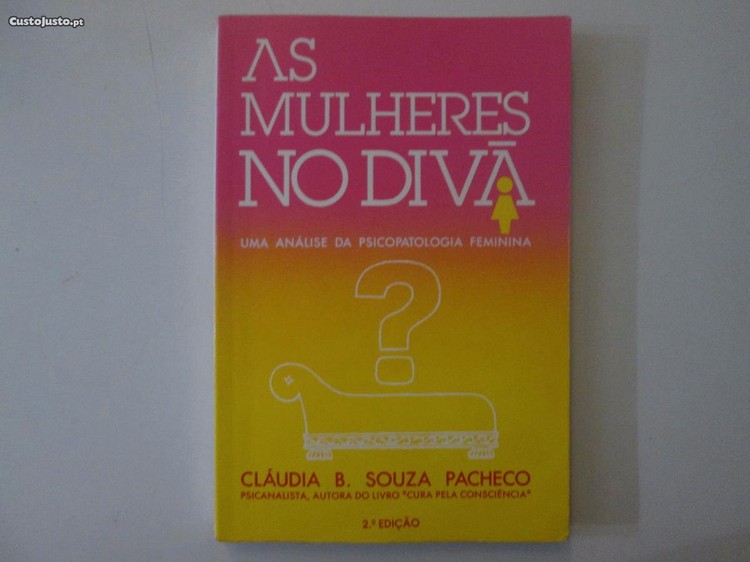 CustoJusto.pt
AS
MULHERES
NO DIVÃ
UMA ANÁLISE DA PSICOPATOLOGIA FEMININA
?
CLÁUDIA B. SOUZA PACHECO
PSICANALISTA, AUTORA DO LIVRO "CURA PELA CONSCIÊNCIA"
2.ª EDIÇÃO